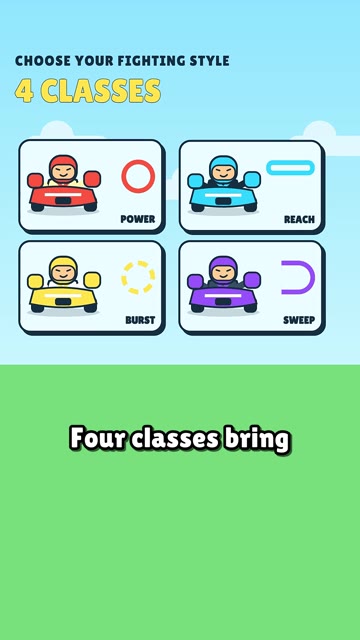 CHOOSE YOUR FIGHTING STYLE
4 CLASSES
POWER
REACH
BURST
SWEEP
Four classes bring